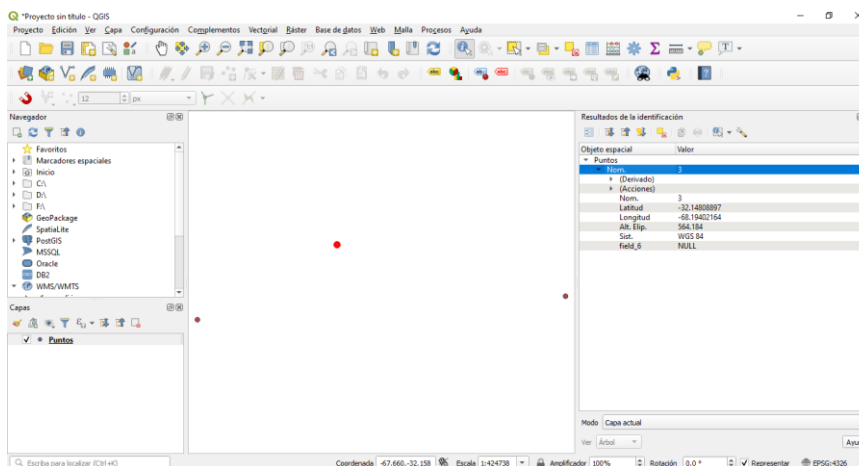 *Proyecto sin título - QGIS
Proyecto Edición Ver Capa Configuración Complementos Vectorial Ráster Base de datos Web Malla Procesos Ayuda
12 px
Navegador
Favoritos
Marcadores espaciales
Inicio
C:\
D:\
F:\
GeoPackage
SpatiaLite
PostGIS
MSSQL
Oracle
DB2
WMS/WMTS
Capas
Puntos
Resultados de la identificación
Objeto espacial Valor
Puntos
Nom. 3
(Derivado)
(Acciones)
Nom. 3
Latitud -32.14808897
Longitud -68.19402164
Alt. Elip. 564.184
Sist. WGS 84
field_6 NULL
Modo Capa actual
Ver Árbol
Ayu
Escriba para localizar (Ctrl+K) Coordenada -67.660,-32.158 Escala 1:424738 Amplificador 100% Rotación 0.0 ° Representar EPSG:4326